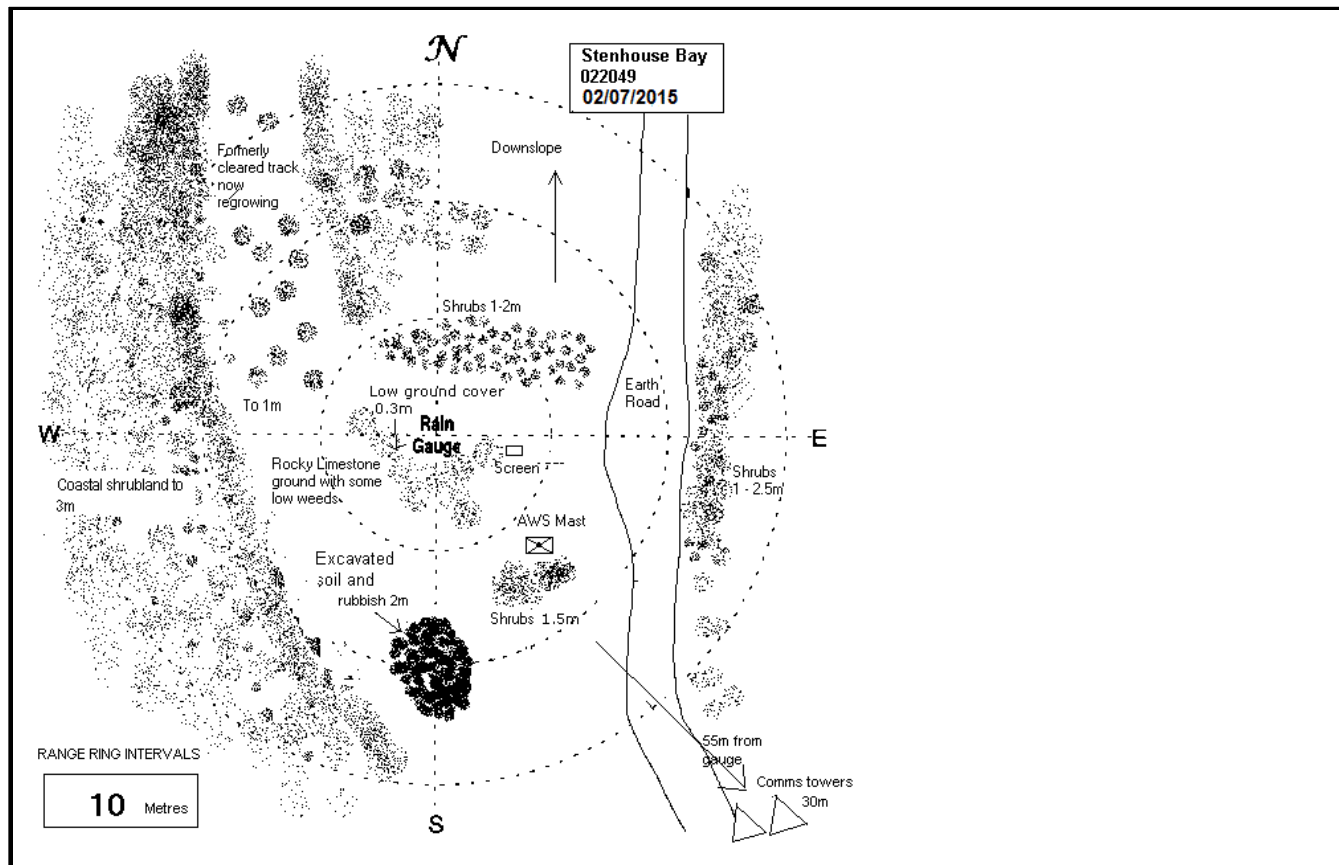 N
Stenhouse Bay
022049
02/07/2015
Formerly
cleared track
now
regrowing
Downslope
Shrubs 1-2m
Low ground cover
0.3m
To 1m
Rain
Gauge
Earth
Road
W
E
Screen
Rocky Limestone
ground with some
low weeds
Coastal shrubland to
3m
Shrubs
1 - 2.5m
AWS Mast
Excavated
soil and
rubbish 2m
Shrubs 1.5m
55m from
gauge
RANGE RING INTERVALS
10 Metres
Comms towers
30m
S